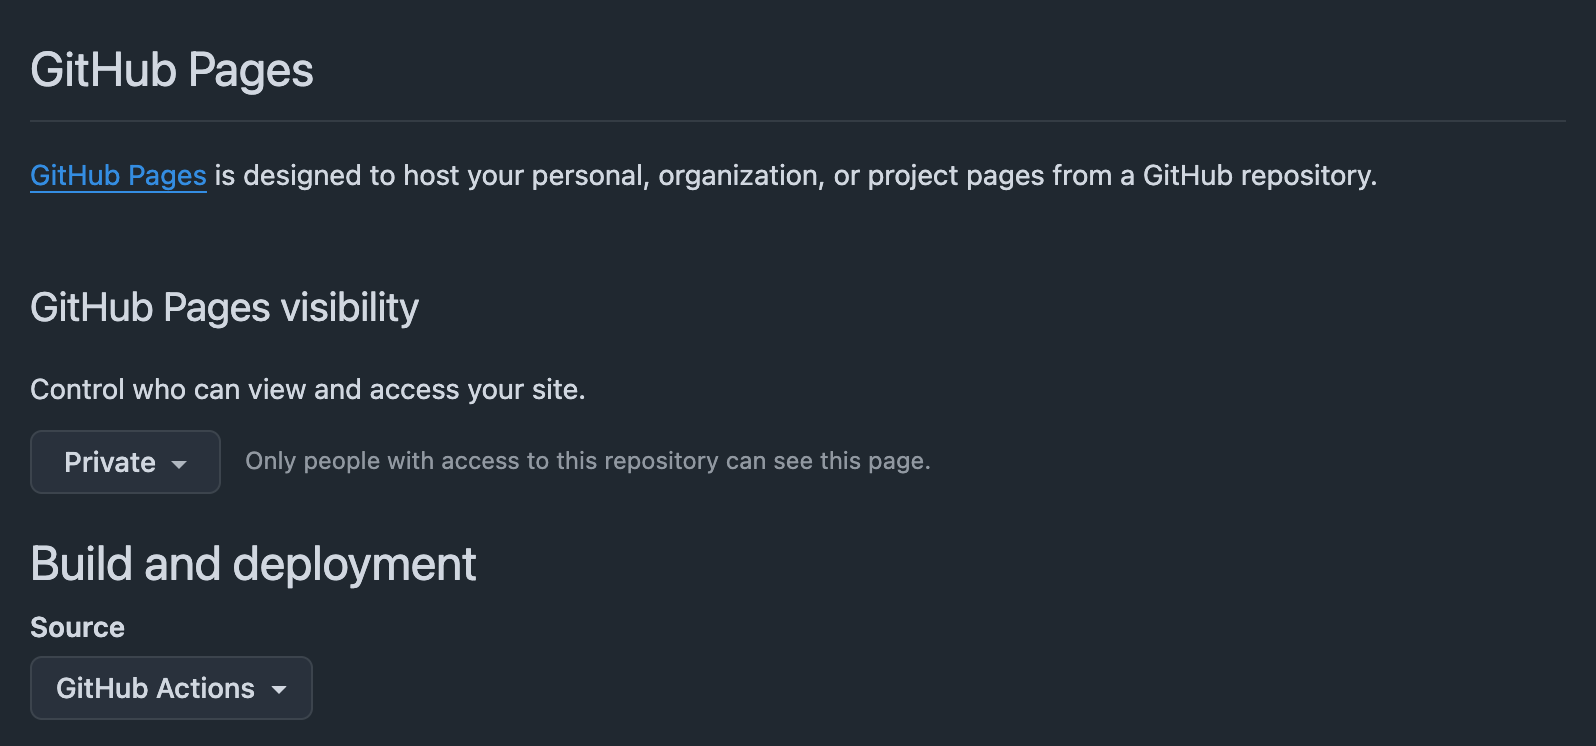 GitHub Pages
GitHub Pages is designed to host your personal, organization, or project pages from a GitHub repository.
GitHub Pages visibility
Control who can view and access your site.
Private Only people with access to this repository can see this page.
Build and deployment
Source
GitHub Actions